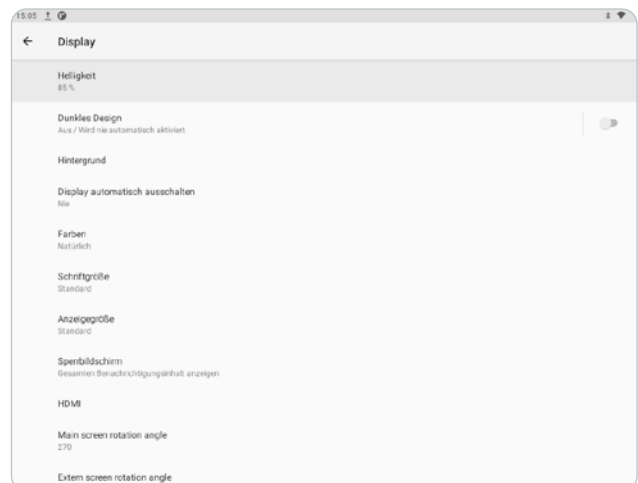 15:05
Display
Helligkeit
85 %
Dunkles Design
Aus / Wird nie automatisch aktiviert
Hintergrund
Display automatisch ausschalten
Nie
Farben
Natürlich
Schriftgröße
Standard
Anzeigegröße
Standard
Sperrbildschirm
Gesamten Benachrichtigungsinhalt anzeigen
HDMI
Main screen rotation angle
270
Extern screen rotation angle